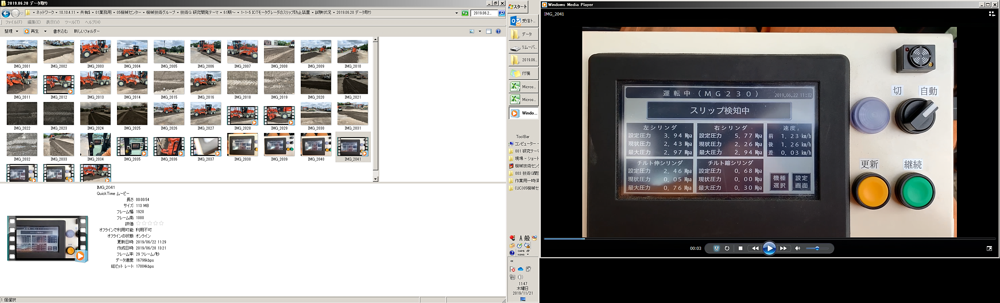 2019.06.20 データ取り
ネットワーク ▾ 10.10.4.11 ▾ 共有$ ▾ 01業務用 ▾ 05機械センター ▾ 機械技術グループ ▾ 技術G 研究開発テーマ ▾ 61期～ ▾ 1-1-5 ICTモータグレーダのスリップ防止装置 ▾ 試験状況 ▾ 2019.06.20 データ取り
2019.06.2...
ファイル(F) 編集(E) 表示(V) ツール(T) ヘルプ(H)
整理 再生 書き込む 新しいフォルダー
IMG_2001 IMG_2002 IMG_2003 IMG_2004 IMG_2005 IMG_2006 IMG_2007 IMG_2008 IMG_2009 IMG_2010
IMG_2011 IMG_2012 IMG_2013 IMG_2014 IMG_2015 IMG_2016 IMG_2018 IMG_2019 IMG_2020 IMG_2021
IMG_2022 IMG_2023 IMG_2024 IMG_2025 IMG_2026 IMG_2027 IMG_2028 IMG_2029 IMG_2030 IMG_2031
IMG_2032 IMG_2033 IMG_2034 IMG_2035 IMG_2036 IMG_2037 IMG_2038 IMG_2039 IMG_2040 IMG_2041
IMG_2041
QuickTime ムービー
長さ: 00:00:54
サイズ: 113 MB
フレーム幅: 1920
フレーム高: 1080
評価:
オフラインで利用可能: 利用不可
オフラインの状態: オンライン
更新日時: 2019/06/22 11:29
作成日時: 2019/06/28 13:21
フレーム率: 29 フレーム/秒
データ速度: 16796kbps
総ビット レート: 17004kbps
1 個選択
スタート
受信ト...
データ
リムーバ...
2019.06...
付箋
Micros...
Micros...
Windo...
ToolBar
コンピューター -
001 研究テーマ
現場 - ショート
機械技術セン
003 技術G開
作業用一時保
(UC)05機械セ
A 般
CAPS
KANA
11:47
木曜日
2019/11/21
Windows Media Player
IMG_2041
運転中（MG230）
2019.06.22 11:32
スリップ検知中
左シリンダ
設定圧力 3.94 Mpa
現状圧力 2.43 Mpa
最大圧力 2.97 Mpa
右シリンダ
設定圧力 5.77 Mpa
現状圧力 2.26 Mpa
最大圧力 2.94 Mpa
速度
前 1.23 km/h
後 1.26 km/h
差 0.03 km/h
チルト伸シリンダ
設定圧力 2.46 Mpa
現状圧力 0.05 Mpa
最大圧力 0.76 Mpa
チルト縮シリンダ
設定圧力 0.68 Mpa
現状圧力 0.00 Mpa
最大圧力 0.30 Mpa
機種
選択
設定
画面
切 自動
更新 継続
00:03